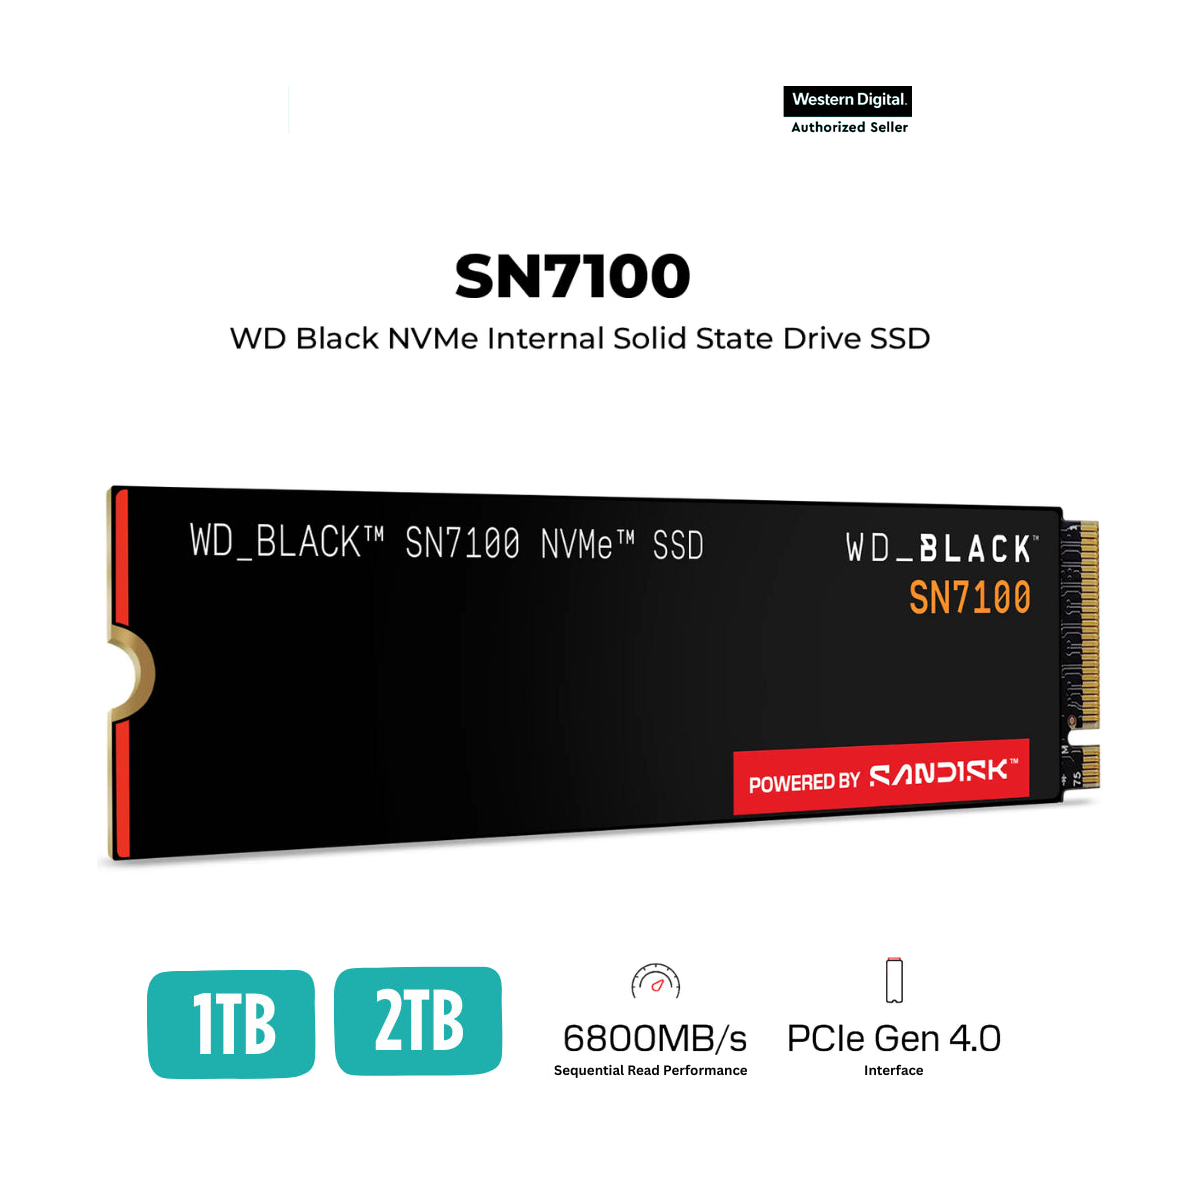 Western Digital.
Authorized Seller
SN7100
WD Black NVMe Internal Solid State Drive SSD
WD_BLACK™ SN7100 NVMe™ SSD
WD_BLACK™
SN7100
POWERED BY SANDISK™
M
75
1TB
2TB
6800MB/s
Sequential Read Performance
PCIe Gen 4.0
Interface